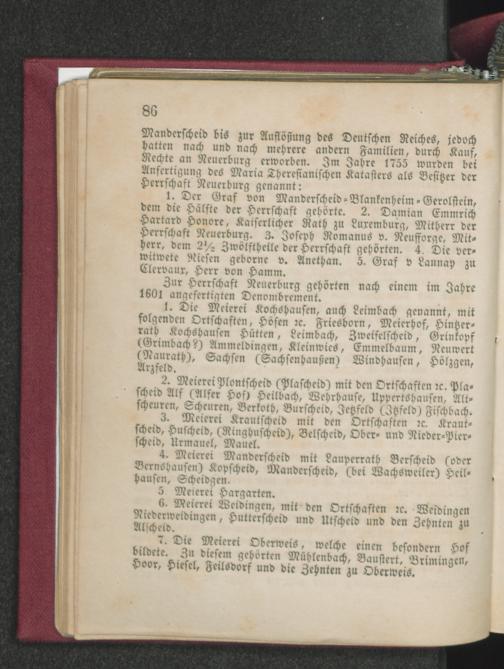 86
Manderscheid bis zur Auflößung des Deutschen Reiches, jedoch
hatten nach und nach mehrere andern Familien, durch Kauf,
Rechte an Neuerburg erworben. Im Jahre 1755 wurden bei
Anfertigung des Maria Theresianischen Katasters als Besitzer der
Herrschaft Neuerburg genannt:
1. Der Graf von Manderscheid-Blankenheim-Gerolstein,
dem die Hälfte der Herrschaft gehörte. 2. Damian Emmrich
Hartard Honore, Kaiserlicher Rath zu Luxemburg, Mitherr der
Herrschaft Neuerburg. 3. Joseph Romanus v. Neufforge, Mit-
herr, dem 2½ Zwölftheile der Herrschaft gehörten. 4. Die ver-
witwete Riesen geborne v. Anethan. 5. Graf v Launay zu
Clervaux, Herr von Hamm.
Zur Herrschaft Neuerburg gehörten nach einem im Jahre
1601 angefertigten Denombrement.
1. Die Meierei Kochshausen, auch Leimbach genannt, mit
folgenden Ortschaften, Höfen ꝛc. Friesborn, Meierhof, Hintzer-
rath Kochshausen Hütten, Leimbach, Zweifelscheid, Grinkopf
(Grimbach?) Ammeldingen, Kleinwies, Emmelbaum, Neuwert
(Naurath), Sachsen (Sachsenhaußen) Windhausen, Hölzgen,
Arzfeld.
2. Meierei Plontscheid (Plascheid) mit den Ortschaften ꝛc. Pla-
scheid Alf (Alfer Hof) Heilbach, Wehrhause, Uppertshausen, Alt-
scheuren, Scheuren, Berkoth, Burscheid, Jetzfeld (Itzfeld) Fischbach.
3. Meierei Krautscheid mit den Ortschaften ꝛc. Kraut-
scheid, Huscheid, (Ringhuscheid), Belscheid, Ober- und Nieder-Pier-
scheid, Urmauel, Mauel.
4. Meierei Manderscheid mit Lauperrath Berscheid (oder
Bernshausen) Kopscheid, Manderscheid, (bei Wachsweiler) Heil-
hausen, Scheidgen.
5 Meierei Hargarten.
6. Meierei Weidingen, mit den Ortschaften ꝛc. Weidingen
Niederweidingen, Hutterscheid und Utscheid und den Zehnten zu
Alscheid.
7. Die Meierei Oberweis, welche einen besondern Hof
bildete. Zu diesem gehörten Mühlenbach, Baustert, Brimingen,
Hoor, Hiesel, Feilsdorf und die Zehnten zu Oberweis.